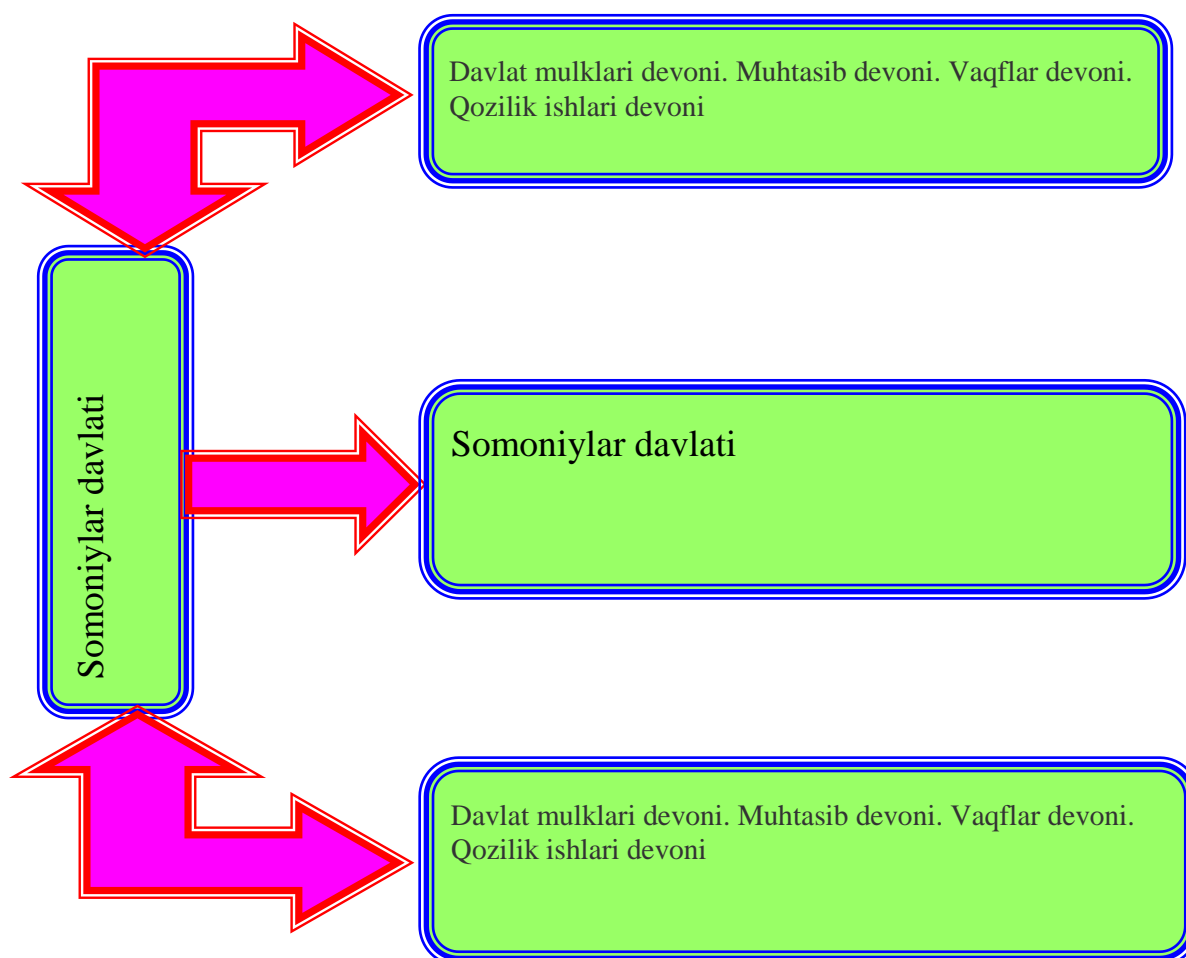 Davlat mulklari devoni. Muhtasib devoni. Vaqflar devoni.
Qozilik ishlari devoni
Somoniylar davlati
Somoniylar davlati
Davlat mulklari devoni. Muhtasib devoni. Vaqflar devoni.
Qozilik ishlari devoni